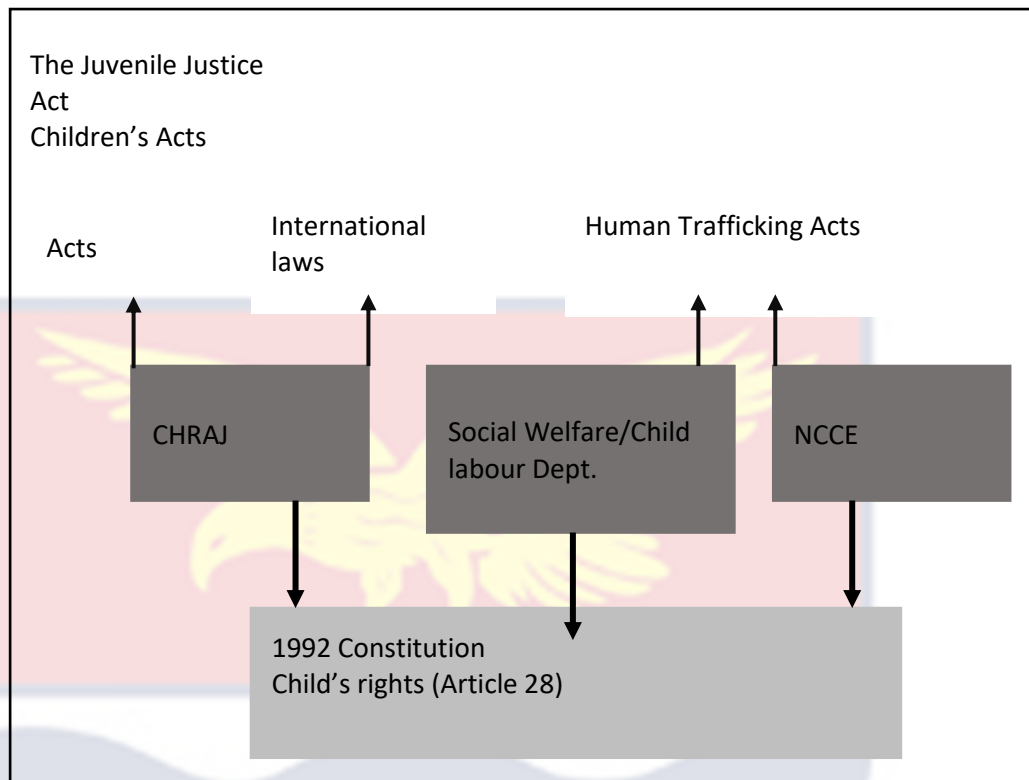 The Juvenile Justice
Act
Children’s Acts
Acts
International
laws
Human Trafficking Acts
CHRAJ
Social Welfare/Child
labour Dept.
NCCE
1992 Constitution
Child’s rights (Article 28)